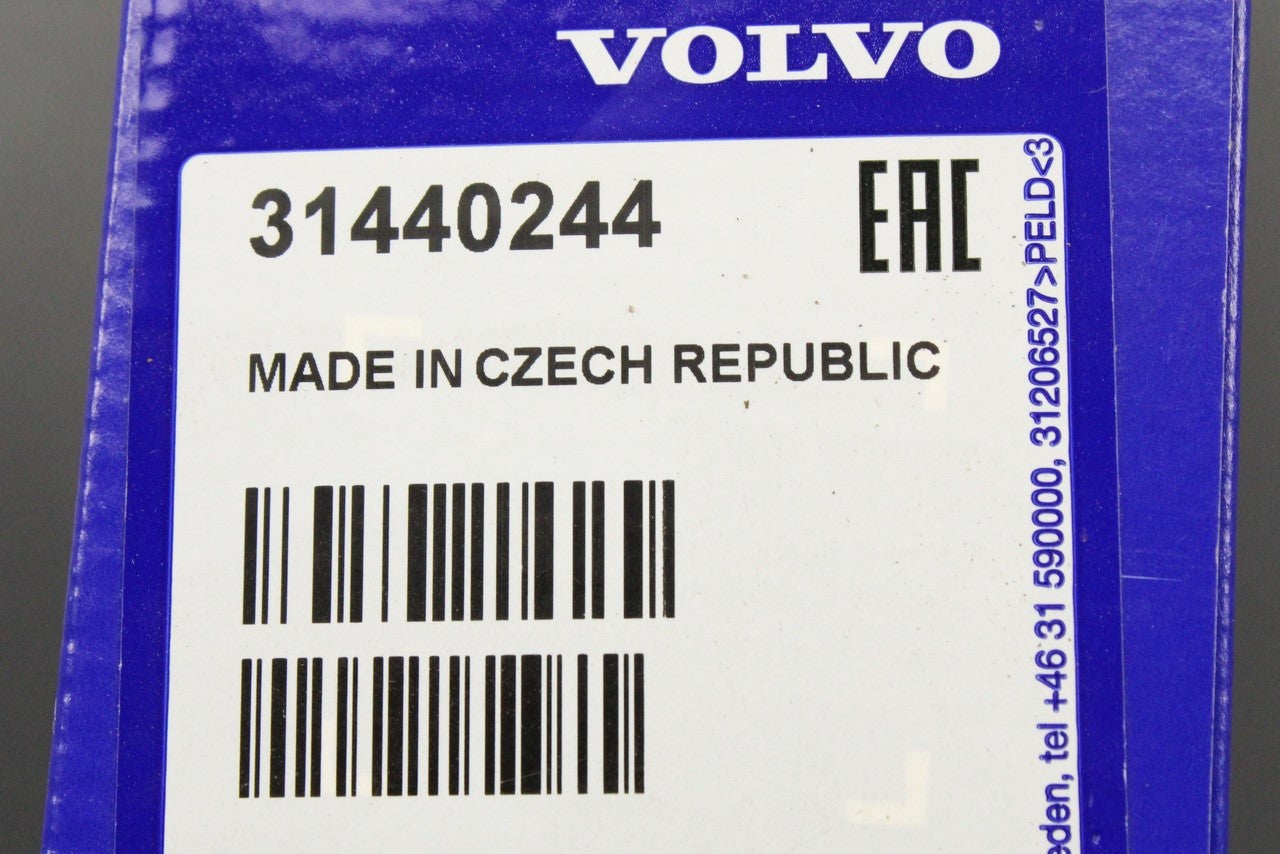 VOLVO
31440244
EAC
MADE IN CZECH REPUBLIC
eden, tel +46 31 590000, 31206527>PELD<3